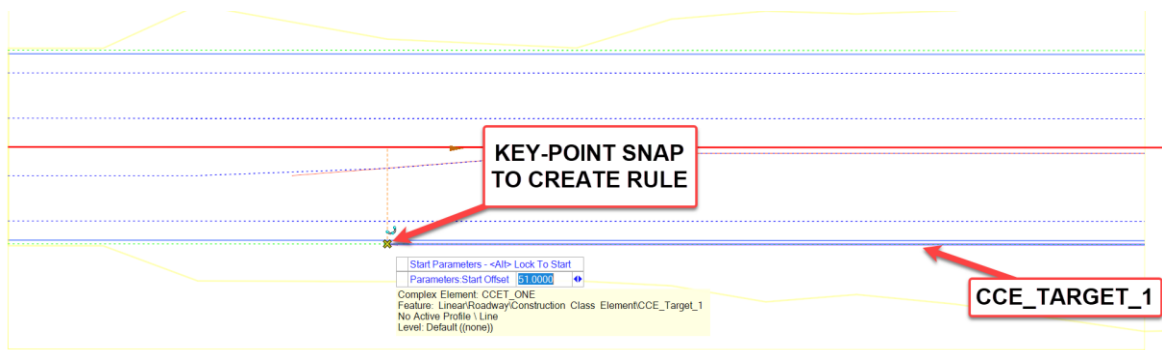 KEY-POINT SNAP
TO CREATE RULE
Start Parameters - <Alt> Lock To Start
Parameters:Start Offset 51.0000
Complex Element: CCET_ONE
Feature: Linear\Roadway\Construction Class Element\CCE_Target_1
No Active Profile \ Line
Level: Default ((none))
CCE_TARGET_1